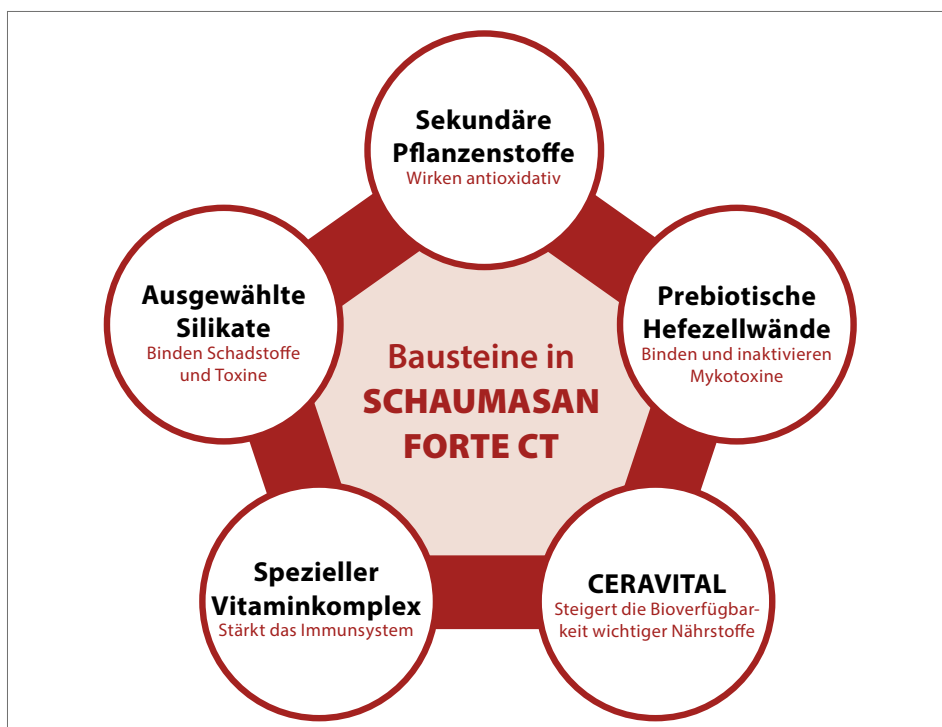 Sekundäre
Pflanzenstoffe
Wirken antioxidativ
Ausgewählte
Silikate
Binden Schadstoffe
und Toxine
Prebiotische
Hefezellwände
Binden und inaktivieren
Mykotoxine
Bausteine in
SCHAUMASAN
FORTE CT
Spezieller
Vitaminkomplex
Stärkt das Immunsystem
CERAVITAL
Steigert die Bioverfügbar-
keit wichtiger Nährstoffe